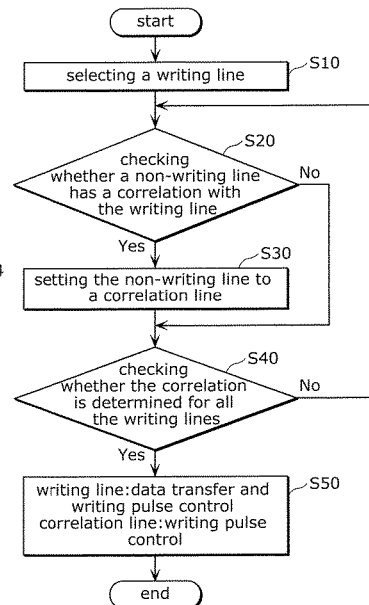 start
selecting a writing line
S10
S20
checking
whether a non-writing line
has a correlation with
the writing line
No
Yes
S30
setting the non-writing line to
a correlation line
4
S40
checking
whether the correlation
is determined for all
the writing lines
No
Yes
S50
writing line:data transfer and
writing pulse control
correlation line:writing pulse
control
end